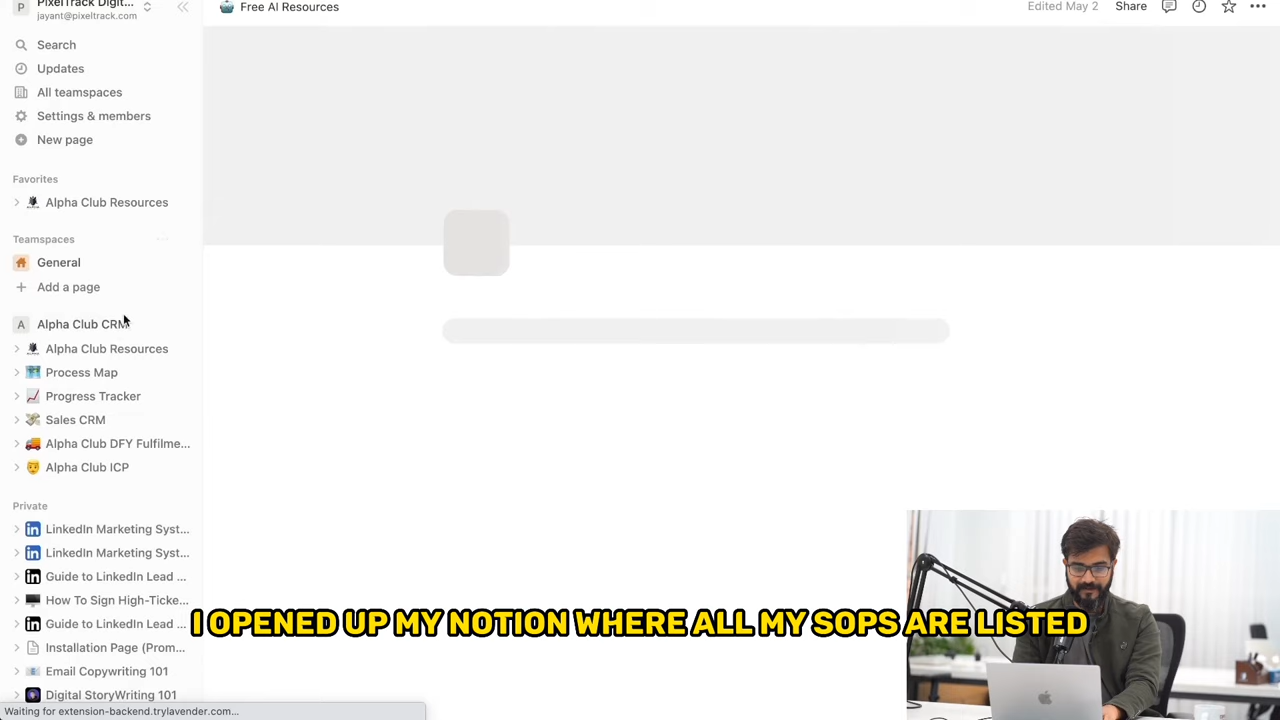 PixelTrack Digit...
P
jayant@pixeltrack.com
Free AI Resources
Edited May 2
Share
Search
Updates
All teamspaces
Settings & members
New page
Favorites
Alpha Club Resources
Teamspaces
General
Add a page
A
Alpha Club CRM
Alpha Club Resources
Process Map
Progress Tracker
Sales CRM
Alpha Club DFY Fulfilme...
Alpha Club ICP
Private
LinkedIn Marketing Syst...
LinkedIn Marketing Syst...
Guide to LinkedIn Lead ...
How To Sign High-Ticke...
Guide to LinkedIn Lead ...
Installation Page (Prom...
Email Copywriting 101
Digital StoryWriting 101
I OPENED UP MY NOTION WHERE ALL MY SOPS ARE LISTED
Waiting for extension-backend.trylavender.com...